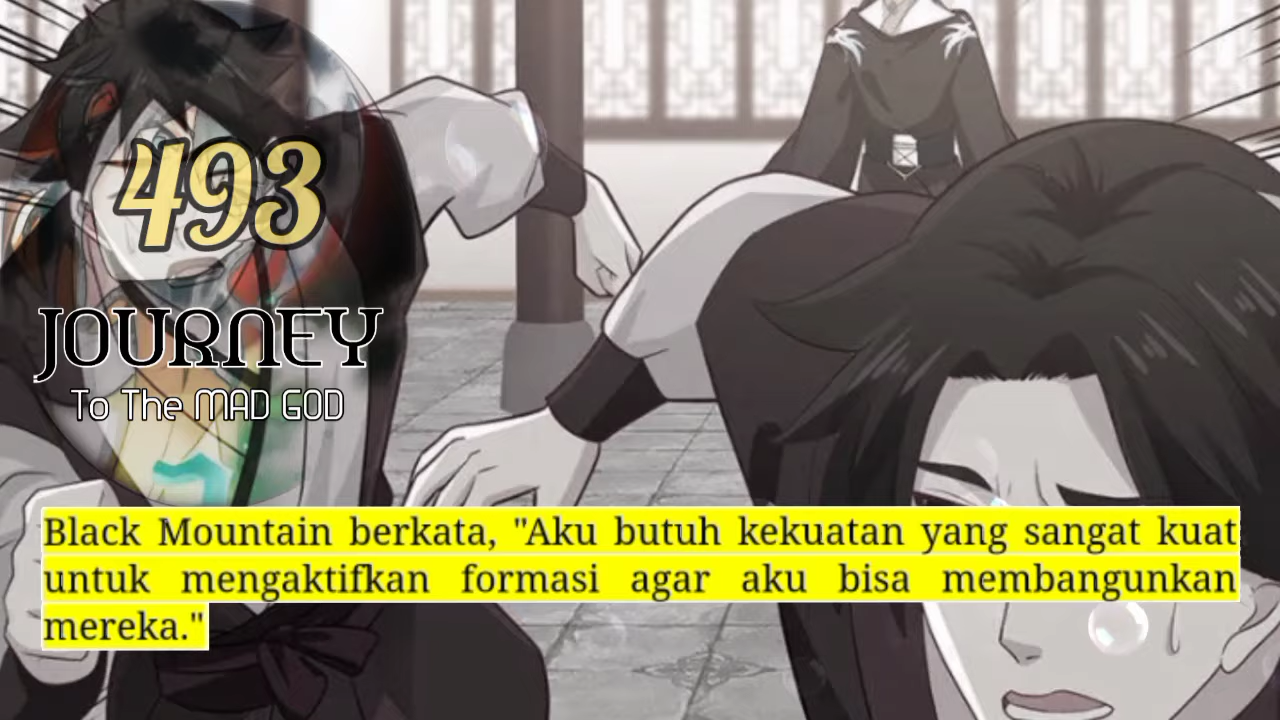 493
JOURNEY
To The MAD GOD
Black Mountain berkata, "Aku butuh kekuatan yang sangat kuat
untuk mengaktifkan formasi agar aku bisa membangunkan
mereka."